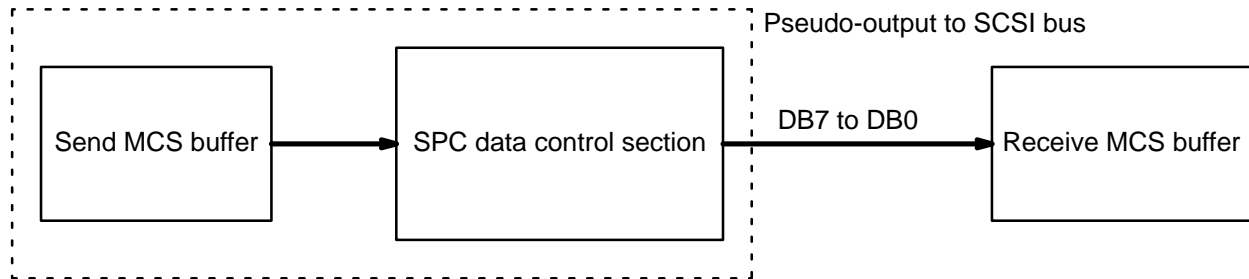 Pseudo-output to SCSI bus
Send MCS buffer
SPC data control section
DB7 to DB0
Receive MCS buffer